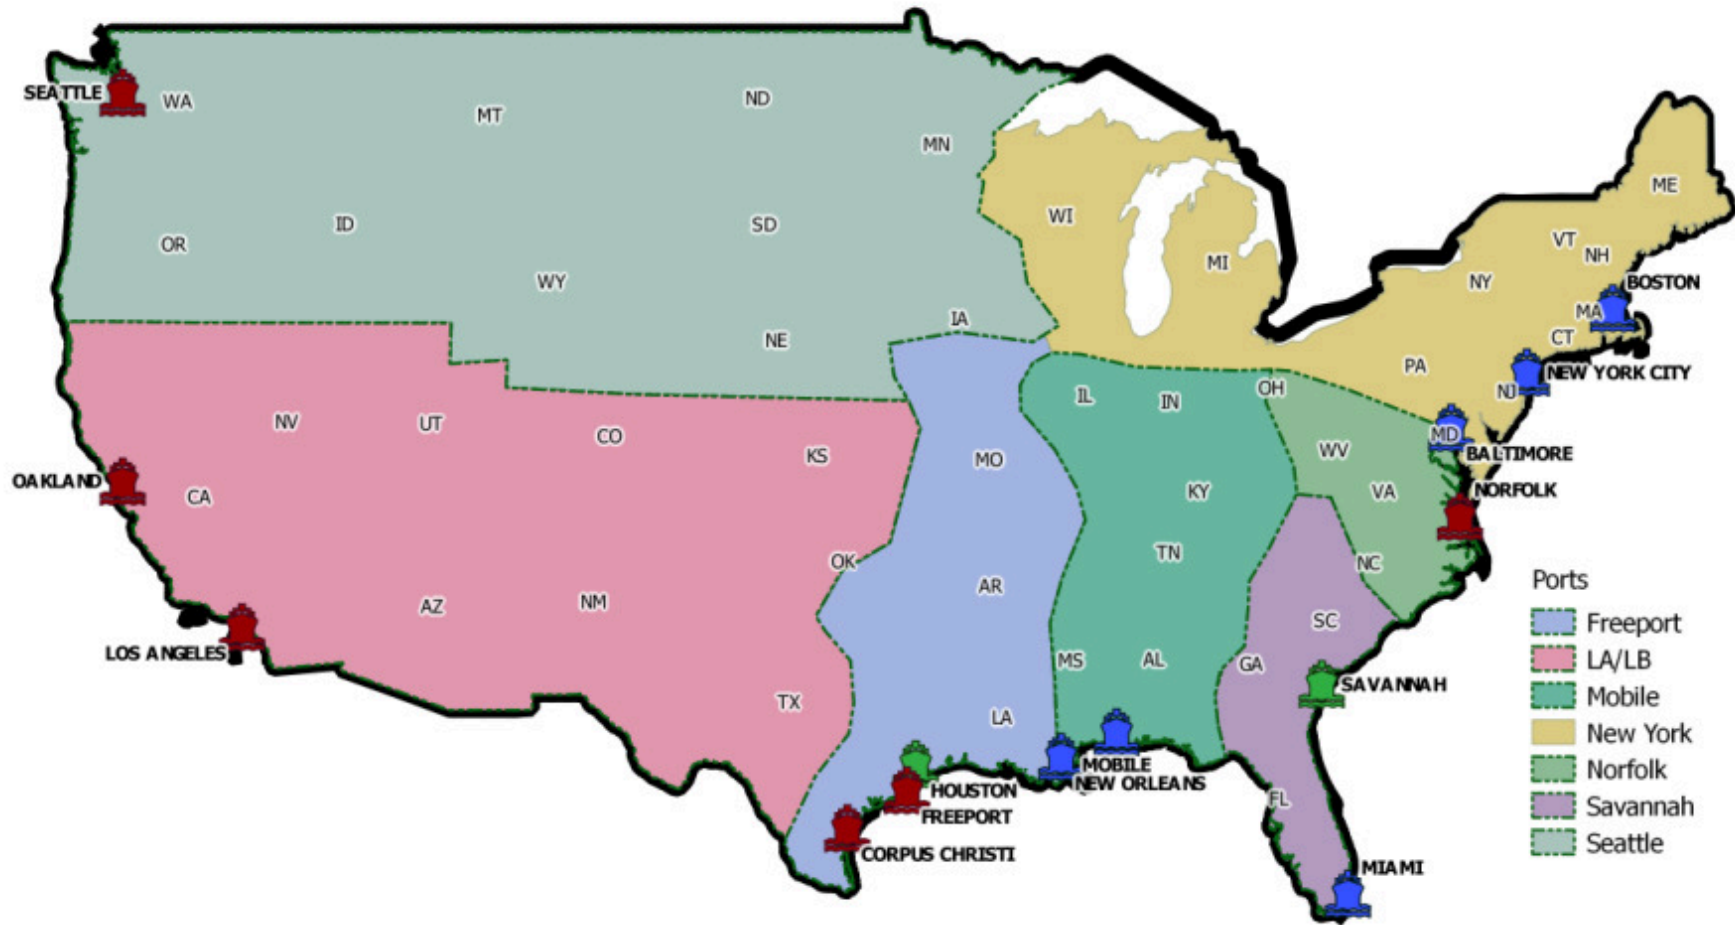 SEATTLE
WA
MT
ND
MN
OR
ID
WY
SD
NE
IA
WI
MI
ME
VT
NH
NY
BOSTON
MA
CT
PA
NEW YORK CITY
NJ
NV
UT
CO
KS
MO
IL
IN
OH
WV
MD
BALTIMORE
OAKLAND
CA
KY
VA
NORFOLK
OK
AR
TN
NC
AZ
NM
SC
LOS ANGELES
TX
LA
MS
AL
GA
SAVANNAH
MOBILE
NEW ORLEANS
HOUSTON
FREEPORT
CORPUS CHRISTI
FL
MIAMI
Ports
Freeport
LA/LB
Mobile
New York
Norfolk
Savannah
Seattle